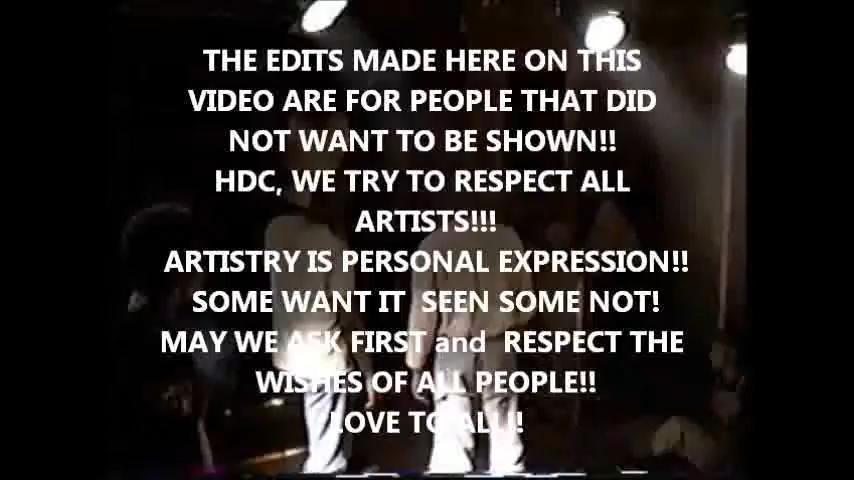 THE EDITS MADE HERE ON THIS
VIDEO ARE FOR PEOPLE THAT DID
NOT WANT TO BE SHOWN!!
HDC, WE TRY TO RESPECT ALL
ARTISTS!!!
ARTISTRY IS PERSONAL EXPRESSION!!
SOME WANT IT  SEEN SOME NOT!
MAY WE ASK FIRST and  RESPECT THE
WISHES OF ALL PEOPLE!!
LOVE TO ALL!!